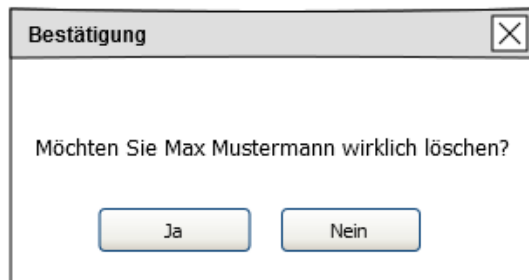 Bestätigung
Möchten Sie Max Mustermann wirklich löschen?
Ja
Nein